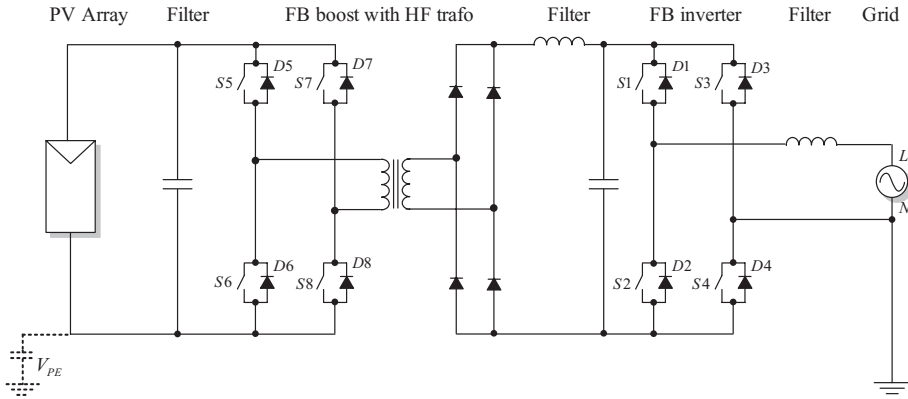 PV Array Filter FB boost with HF trafo Filter FB inverter Filter Grid
D5 D7 D1 D3
S5 S7 S1 S3
L
N
D6 D8 D2 D4
S6 S8 S2 S4
V_PE